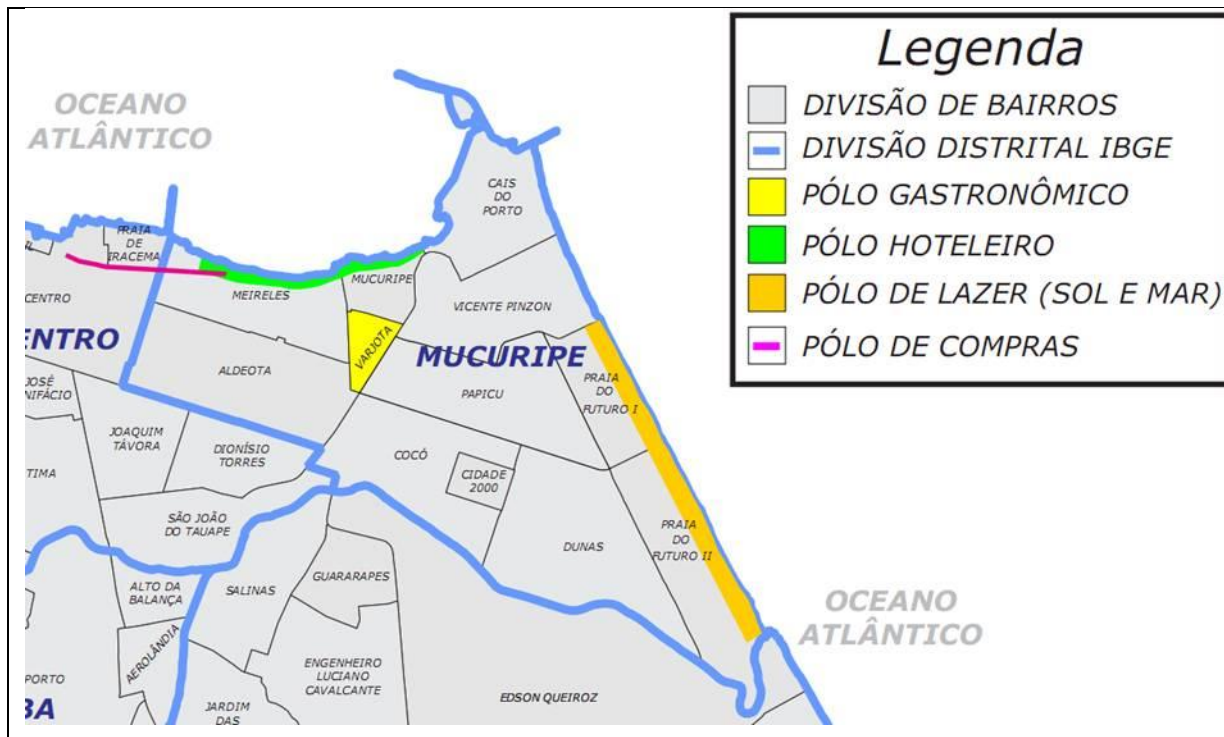 Legenda
DIVISÃO DE BAIRROS
DIVISÃO DISTRITAL IBGE
PÓLO GASTRONÔMICO
PÓLO HOTELEIRO
PÓLO DE LAZER (SOL E MAR)
PÓLO DE COMPRAS
OCEANO
ATLÂNTICO
CAIS
DO
PORTO
PRAIA
DE
IRACEMA
MUCURIPE
MEIRELES
CENTRO
VICENTE PINZON
ENTRO
VARJOTA
MUCURIPE
ALDEOTA
PAPICU
PRAIA
DO
FUTURO I
JOSÉ
NIFÁCIO
JOAQUIM
TÁVORA
DIONÍSIO
TORRES
COCÓ
CIDADE
2000
TIMA
SÃO JOÃO
DO TAUAPE
DUNAS
PRAIA
DO
FUTURO II
ALTO DA
BALANÇA
SALINAS
GUARARAPES
OCEANO
ATLÂNTICO
AEROLÂNDIA
PORTO
ENGENHEIRO
LUCIANO
CAVALCANTE
EDSON QUEIROZ
BA
JARDIM
DAS